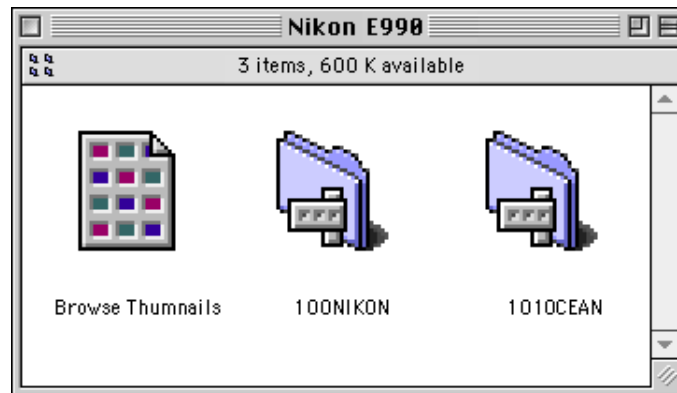 Nikon E990
3 items, 600 K available
Browse Thumnails
100NIKON
101OCEAN